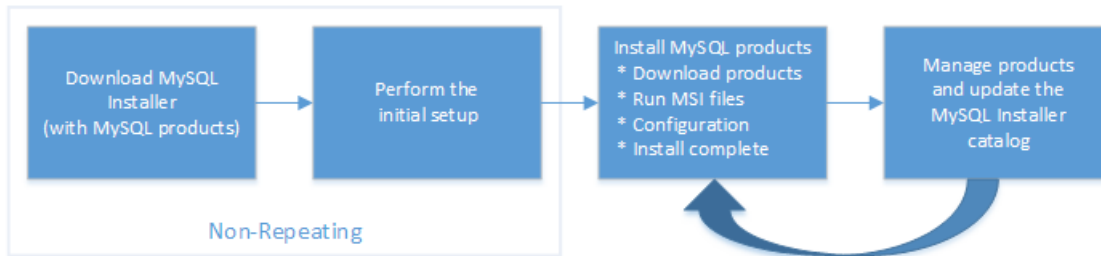 Download MySQL
Installer
(with MySQL products)
Perform the
initial setup
Non-Repeating
Install MySQL products
* Download products
* Run MSI files
* Configuration
* Install complete
Manage products
and update the
MySQL Installer
catalog